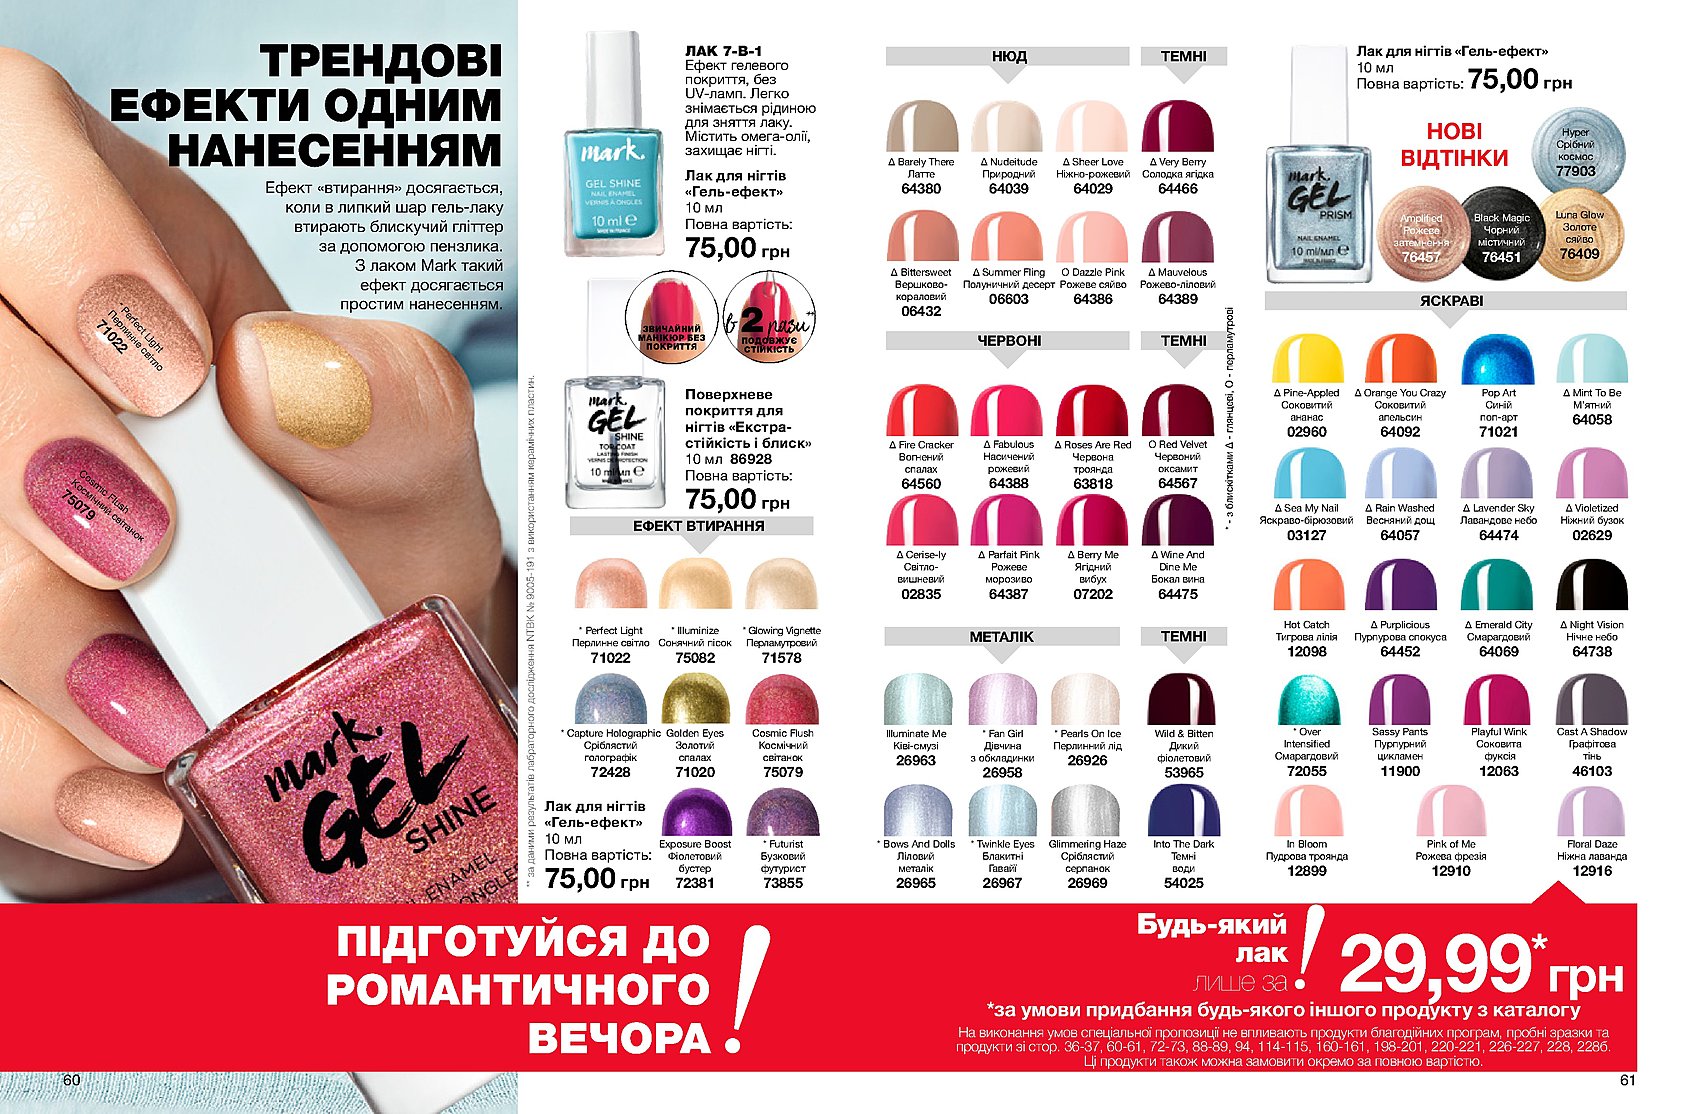 ТРЕНДОВІ
ЕФЕКТИ ОДНИМ
НАНЕСЕННЯМ
Ефект «втирання» досягається,
коли в липкий шар гель-лаку
втирають блискучий гліттер
за допомогою пензлика.
З лаком Mark такий
ефект досягається
простим нанесенням.
* Perfect Light
Перлинне світло
71022
Cosmic Flush
Космічний світанок
75079
mark.
GEL
SHINE
NAIL ENAMEL
60
mark.
GEL SHINE
NAIL ENAMEL
VERNIS À ONGLES
10 ml e
MADE IN FRANCE
ЛАК 7-В-1
Ефект гелевого
покриття, без
UV-ламп. Легко
знімається рідиною
для зняття лаку.
Містить омега-олії,
захищає нігті.
Лак для нігтів
«Гель-ефект»
10 мл
Повна вартість:
75,00 грн
ЗВИЧАЙНИЙ
МАНІКЮР БЕЗ
ПОКРИТТЯ
в 2 рази**
ПОДОВЖУЄ
СТІЙКІСТЬ
mark.
GEL
SHINE
TOP COAT
LASTING FINISH
VERNIS DE PROTECTION
10 ml/мл e
MADE IN FRANCE
Поверхневе
покриття для
нігтів «Екстра-
стійкість і блиск»
10 мл 86928
Повна вартість:
75,00 грн
** за даними результатів лабораторного дослідження NTBK № 9005-191 з використанням керамічних пластин.
ЕФЕКТ ВТИРАННЯ
* Perfect Light
Перлинне світло
71022
* Illuminize
Сонячний пісок
75082
* Glowing Vignette
Перламутровий
71578
* Capture Holographic
Сріблястий
голографік
72428
Golden Eyes
Золотий
спалах
71020
Cosmic Flush
Космічний
світанок
75079
Лак для нігтів
«Гель-ефект»
10 мл
Повна вартість:
75,00 грн
Exposure Boost
Фіолетовий
бустер
72381
* Futurist
Бузковий
футурист
73855
НЮД
ТЕМНІ
Δ Barely There
Латте
64380
Δ Nudeitude
Природний
64039
Δ Sheer Love
Ніжно-рожевий
64029
Δ Very Berry
Солодка ягідка
64466
Δ Bittersweet
Вершково-
кораловий
06432
Δ Summer Fling
Полуничний десерт
06603
O Dazzle Pink
Рожеве сяйво
64386
Δ Mauvelous
Рожево-ліловий
64389
ЧЕРВОНІ
ТЕМНІ
Δ Fire Cracker
Вогнений
спалах
64560
Δ Fabulous
Насичений
рожевий
64388
Δ Roses Are Red
Червона
троянда
63818
O Red Velvet
Червоний
оксамит
64567
Δ Cerise-ly
Світло-
вишневий
02835
Δ Parfait Pink
Рожеве
морозиво
64387
Δ Berry Me
Ягідний
вибух
07202
Δ Wine And
Dine Me
Бокал вина
64475
МЕТАЛІК
ТЕМНІ
Illuminate Me
Ківі-смузі
26963
* Fan Girl
Дівчина
з обкладинки
26958
* Pearls On Ice
Перлинний лід
26926
Wild & Bitten
Дикий
фіолетовий
53965
* Bows And Dolls
Ліловий
металік
26965
* Twinkle Eyes
Блакитні
Гаваїї
26967
Glimmering Haze
Сріблястий
серпанок
26969
Into The Dark
Темні
води
54025
* - з блискітками Δ - глянцеві, О - перламутрові
mark.
GEL
PRISM
NAIL ENAMEL
10 ml/мл e
MADE IN FRANCE
Лак для нігтів «Гель-ефект»
10 мл
Повна вартість: 75,00 грн
НОВІ
ВІДТІНКИ
Hyper
Срібний
космос
77903
Amplified
Рожеве
затемнення
76457
Black Magic
Чорний
містичний
76451
Luna Glow
Золоте
сяйво
76409
ЯСКРАВІ
Δ Pine-Appled
Соковитий
ананас
02960
Δ Orange You Crazy
Соковитий
апельсин
64092
Pop Art
Синій
поп-арт
71021
Δ Mint To Be
М'ятний
64058
Δ Sea My Nail
Яскраво-бірюзовий
03127
Δ Rain Washed
Весняний дощ
64057
Δ Lavender Sky
Лавандове небо
64474
Δ Violetized
Ніжний бузок
02629
Hot Catch
Тигрова лілія
12098
Δ Purplicious
Пурпурова спокуса
64452
Δ Emerald City
Смарагдовий
64069
Δ Night Vision
Нічне небо
64738
* Over
Intensified
Смарагдовий
72055
Sassy Pants
Пурпурний
цикламен
11900
Playful Wink
Соковита
фуксія
12063
Cast A Shadow
Графітова
тінь
46103
In Bloom
Пудрова троянда
12899
Pink of Me
Рожева фрезія
12910
Floral Daze
Ніжна лаванда
12916
ПІДГОТУЙСЯ ДО
РОМАНТИЧНОГО
ВЕЧОРА!
Будь-який
лак
лише за! 29,99* грн
*за умови придбання будь-якого іншого продукту з каталогу
На виконання умов спеціальної пропозиції не впливають продукти благодійних програм, пробні зразки та
продукти зі стор. 36-37, 60-61, 72-73, 88-89, 94, 114-115, 160-161, 198-201, 220-221, 226-227, 228, 228б.
Ці продукти також можна замовити окремо за повною вартістю.
61